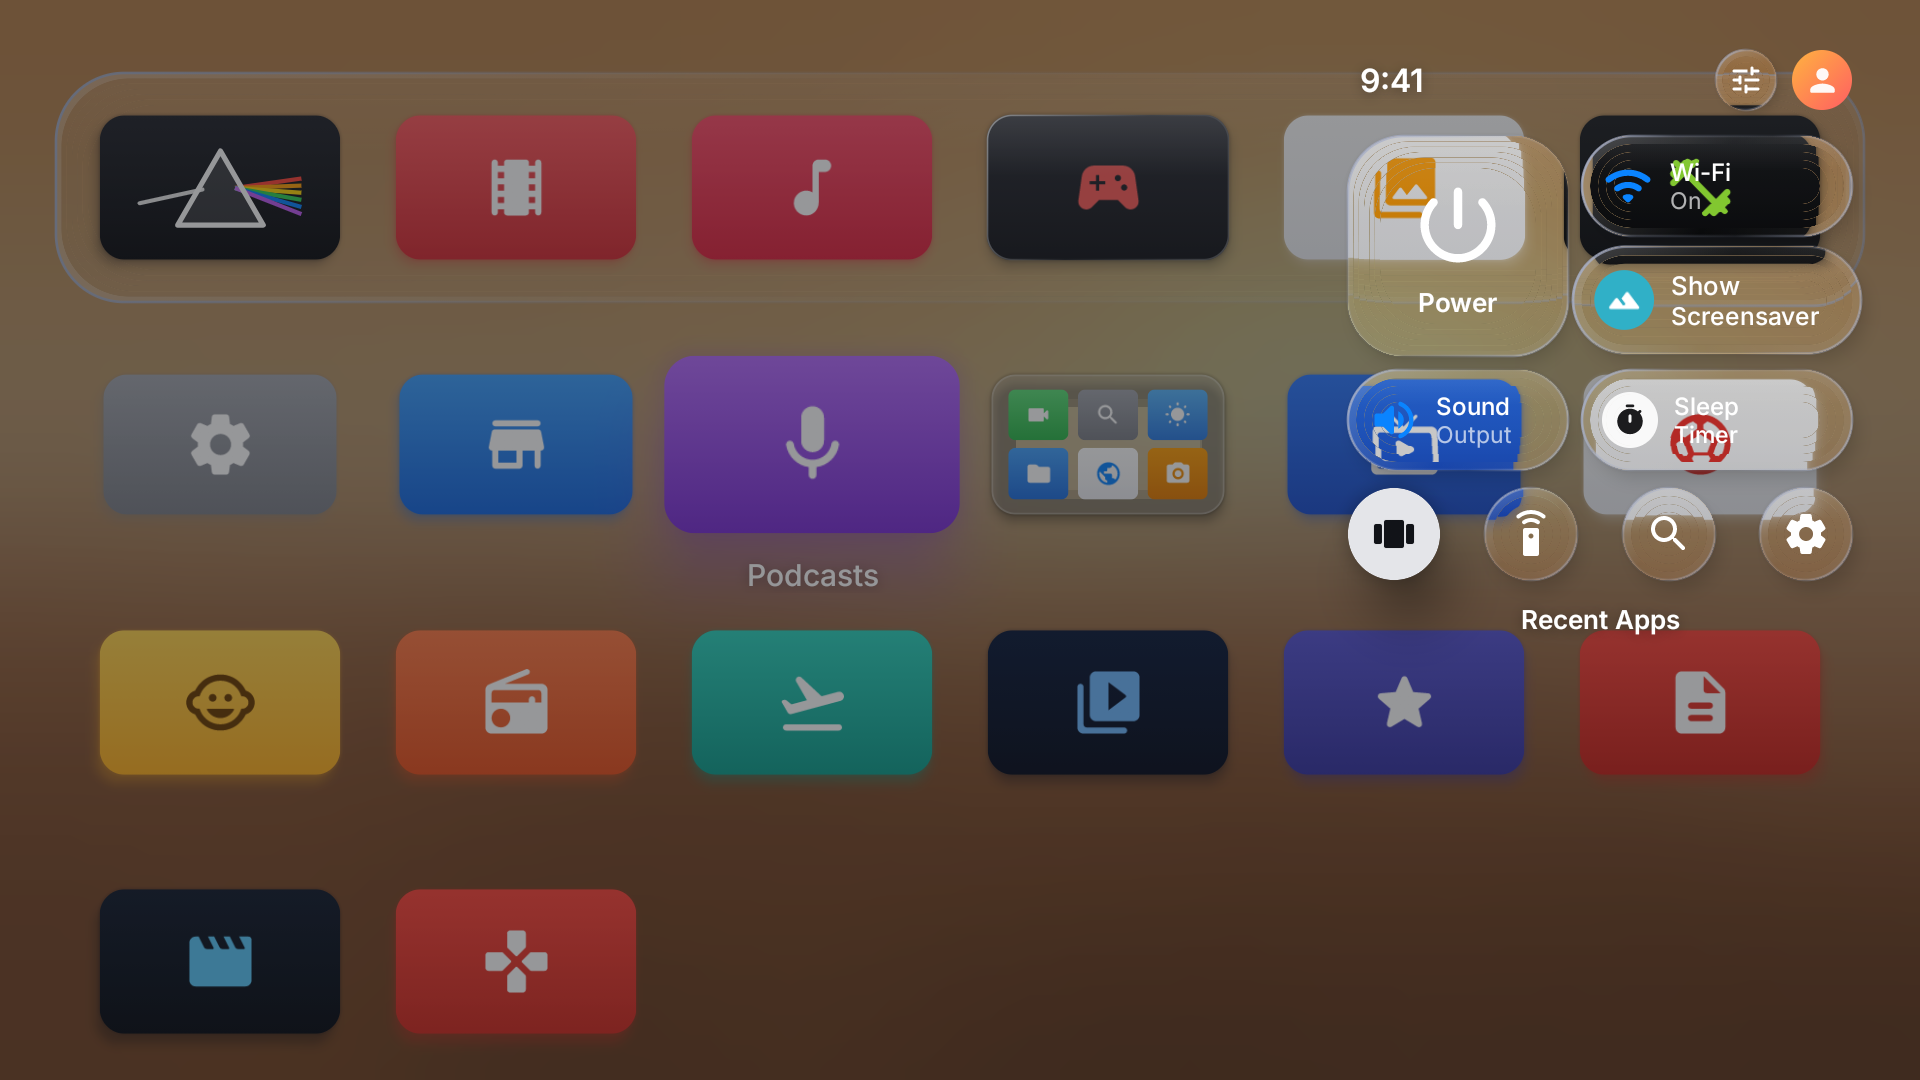 9:41
Power
Wi-Fi
On
Show
Screensaver
Sound
Output
Sleep
Timer
Podcasts
Recent Apps